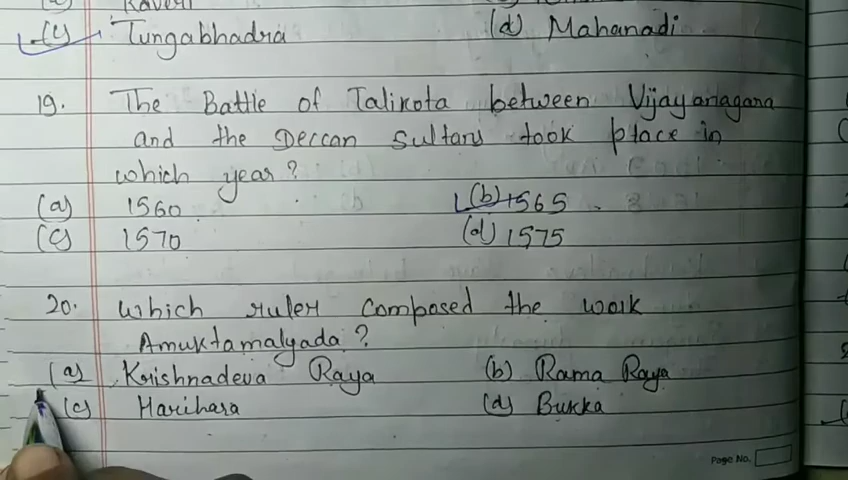 Kaveri
(c) Tungabhadra (d) Mahanadi
19. The Battle of Talikota between Vijayanagara
and the Deccan Sultans took place in
which year?
(a) 1560 (b) 1565
(c) 1570 (d) 1575
20. Which ruler composed the work
Amuktamalyada?
(a) Krishnadeva Raya (b) Rama Raya
(c) Harihara (d) Bukka
Page No.